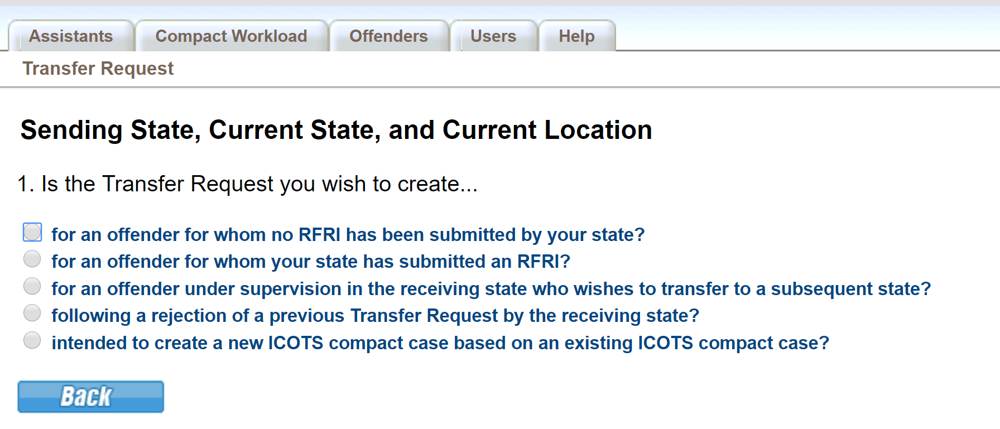 Assistants Compact Workload Offenders Users Help
Transfer Request
Sending State, Current State, and Current Location
1. Is the Transfer Request you wish to create...
for an offender for whom no RFRI has been submitted by your state?
for an offender for whom your state has submitted an RFRI?
for an offender under supervision in the receiving state who wishes to transfer to a subsequent state?
following a rejection of a previous Transfer Request by the receiving state?
intended to create a new ICOTS compact case based on an existing ICOTS compact case?
Back